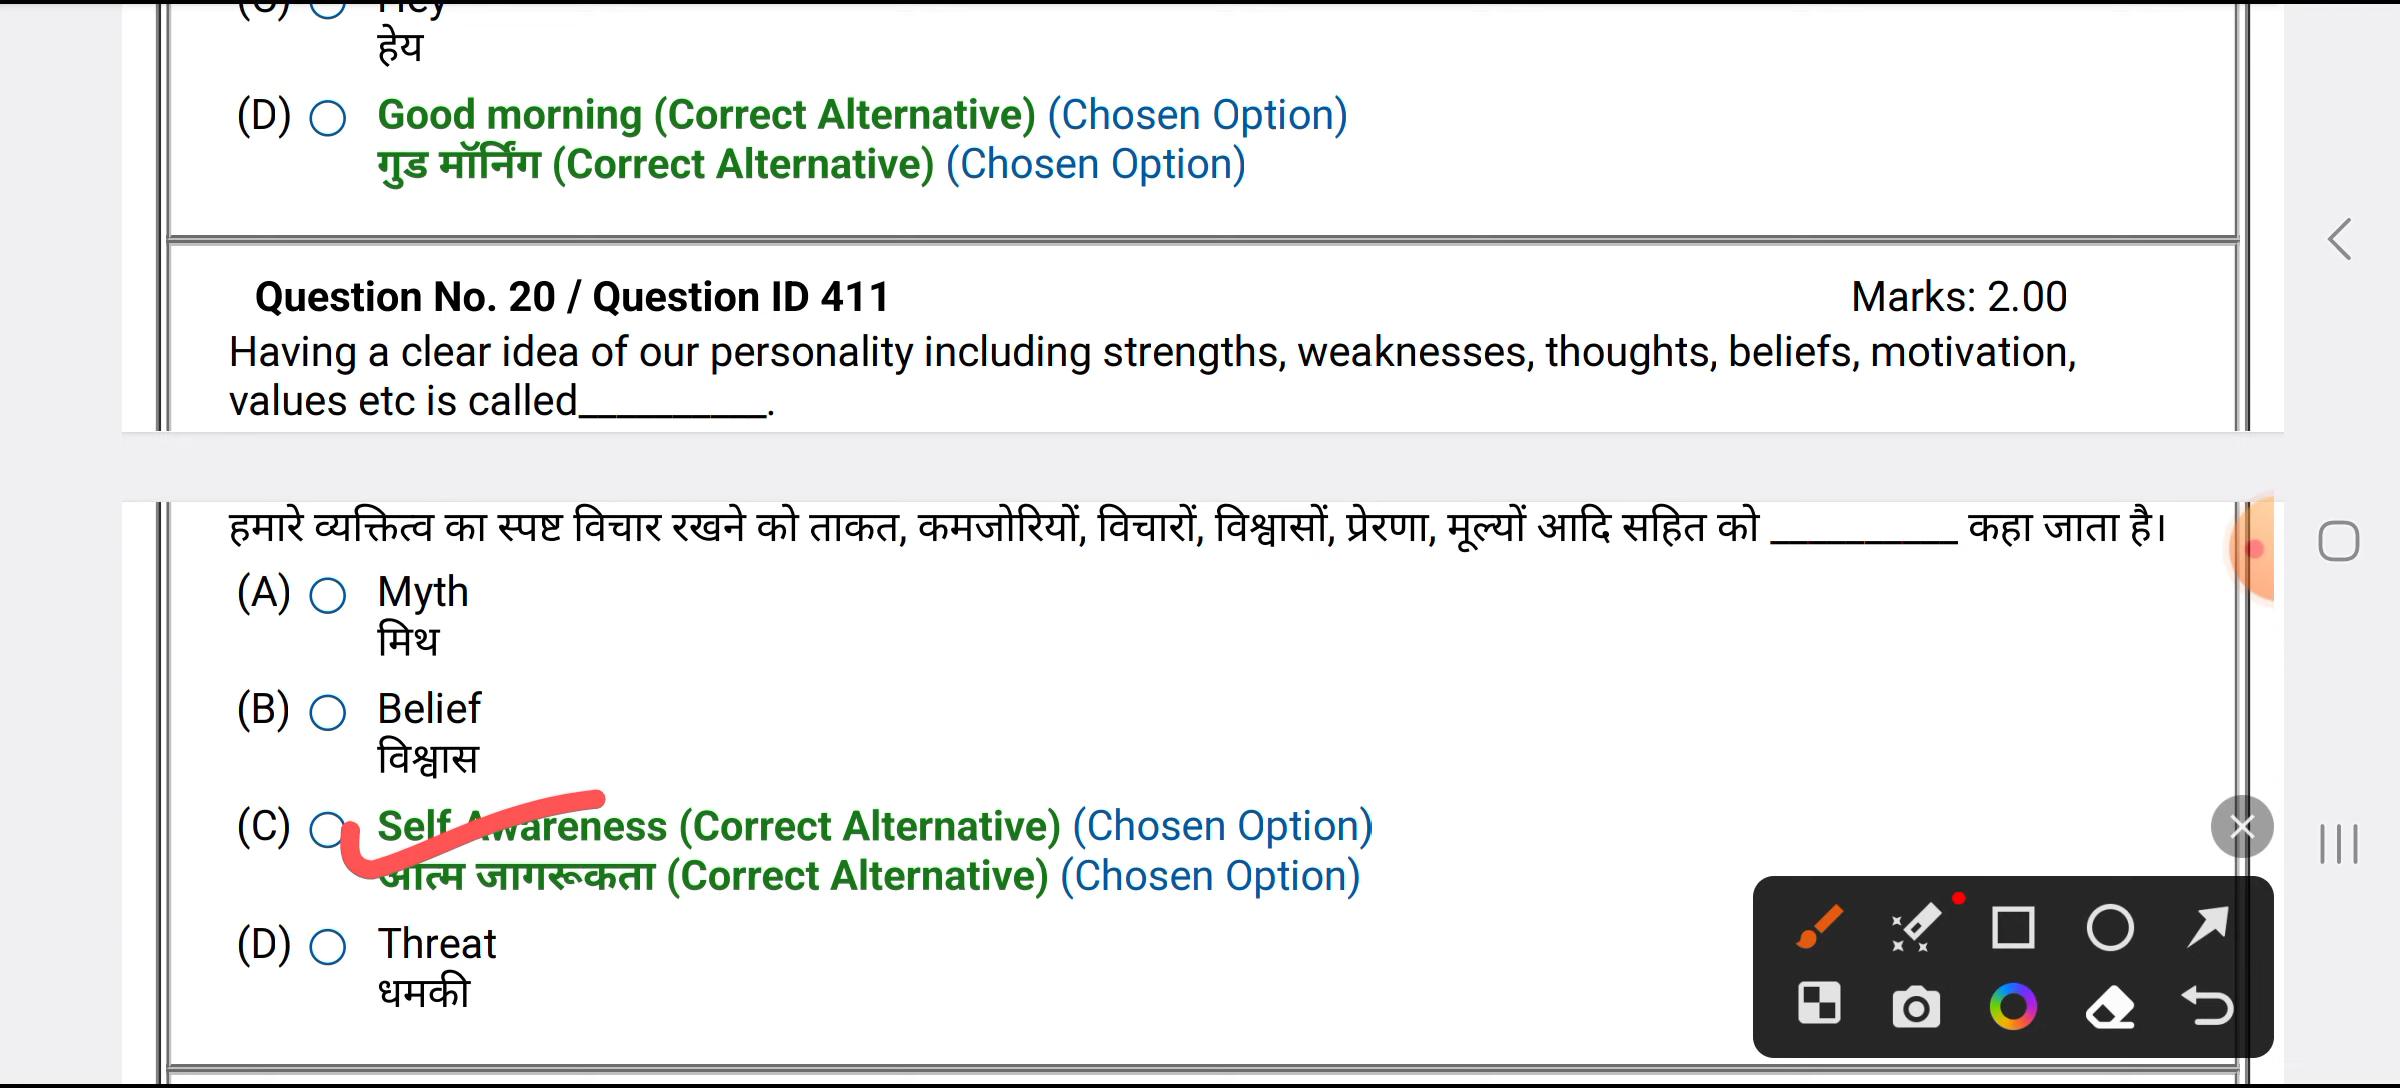 (C) Hey
हेय
(D) Good morning (Correct Alternative) (Chosen Option)
गुड मॉर्निंग (Correct Alternative) (Chosen Option)
Question No. 20 / Question ID 411 Marks: 2.00
Having a clear idea of our personality including strengths, weaknesses, thoughts, beliefs, motivation,
values etc is called__________.
हमारे व्यक्तित्व का स्पष्ट विचार रखने को ताकत, कमजोरियों, विचारों, विश्वासों, प्रेरणा, मूल्यों आदि सहित को __________ कहा जाता है।
(A) Myth
मिथ
(B) Belief
विश्वास
(C) Self Awareness (Correct Alternative) (Chosen Option)
आत्म जागरूकता (Correct Alternative) (Chosen Option)
(D) Threat
धमकी